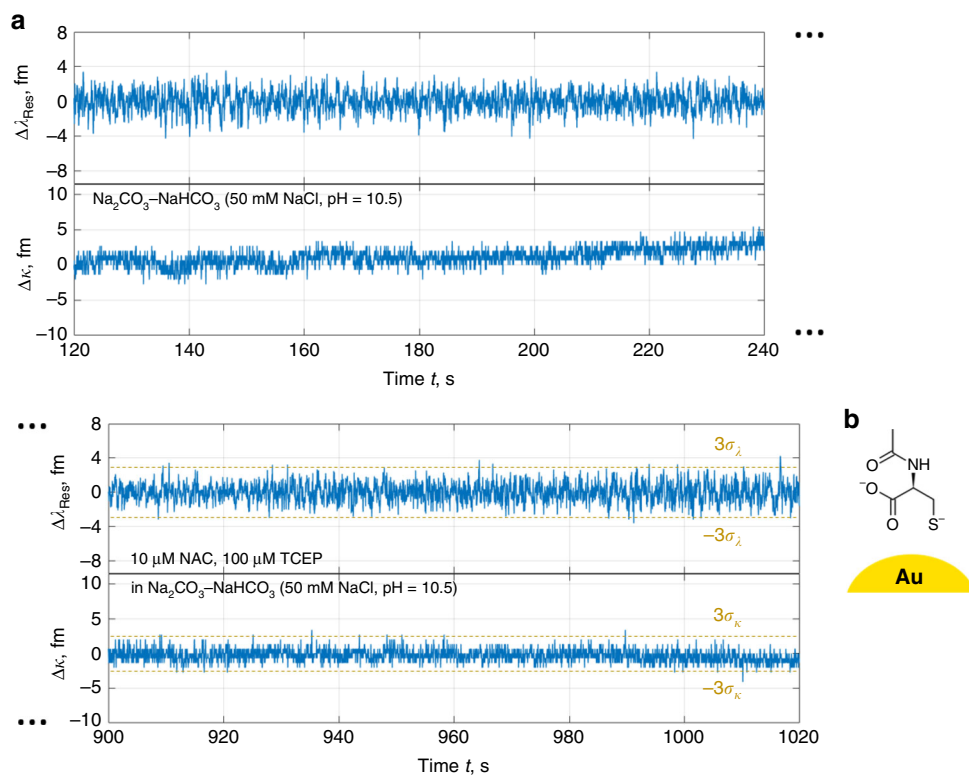 a
8
4
0
−4
−8
Δλ_Res, fm
10
5
0
−5
−10
Δκ, fm
Na₂CO₃–NaHCO₃ (50 mM NaCl, pH = 10.5)
120 140 160 180 200 220 240
Time t, s
•••
•••
•••
8
4
0
−4
−8
Δλ_Res, fm
3σ_λ
−3σ_λ
10 μM NAC, 100 μM TCEP
in Na₂CO₃–NaHCO₃ (50 mM NaCl, pH = 10.5)
10
5
0
−5
−10
Δκ, fm
3σ_κ
−3σ_κ
•••
900 920 940 960 980 1000 1020
Time t, s
b
O
NH
⁻O
O
S⁻
Au